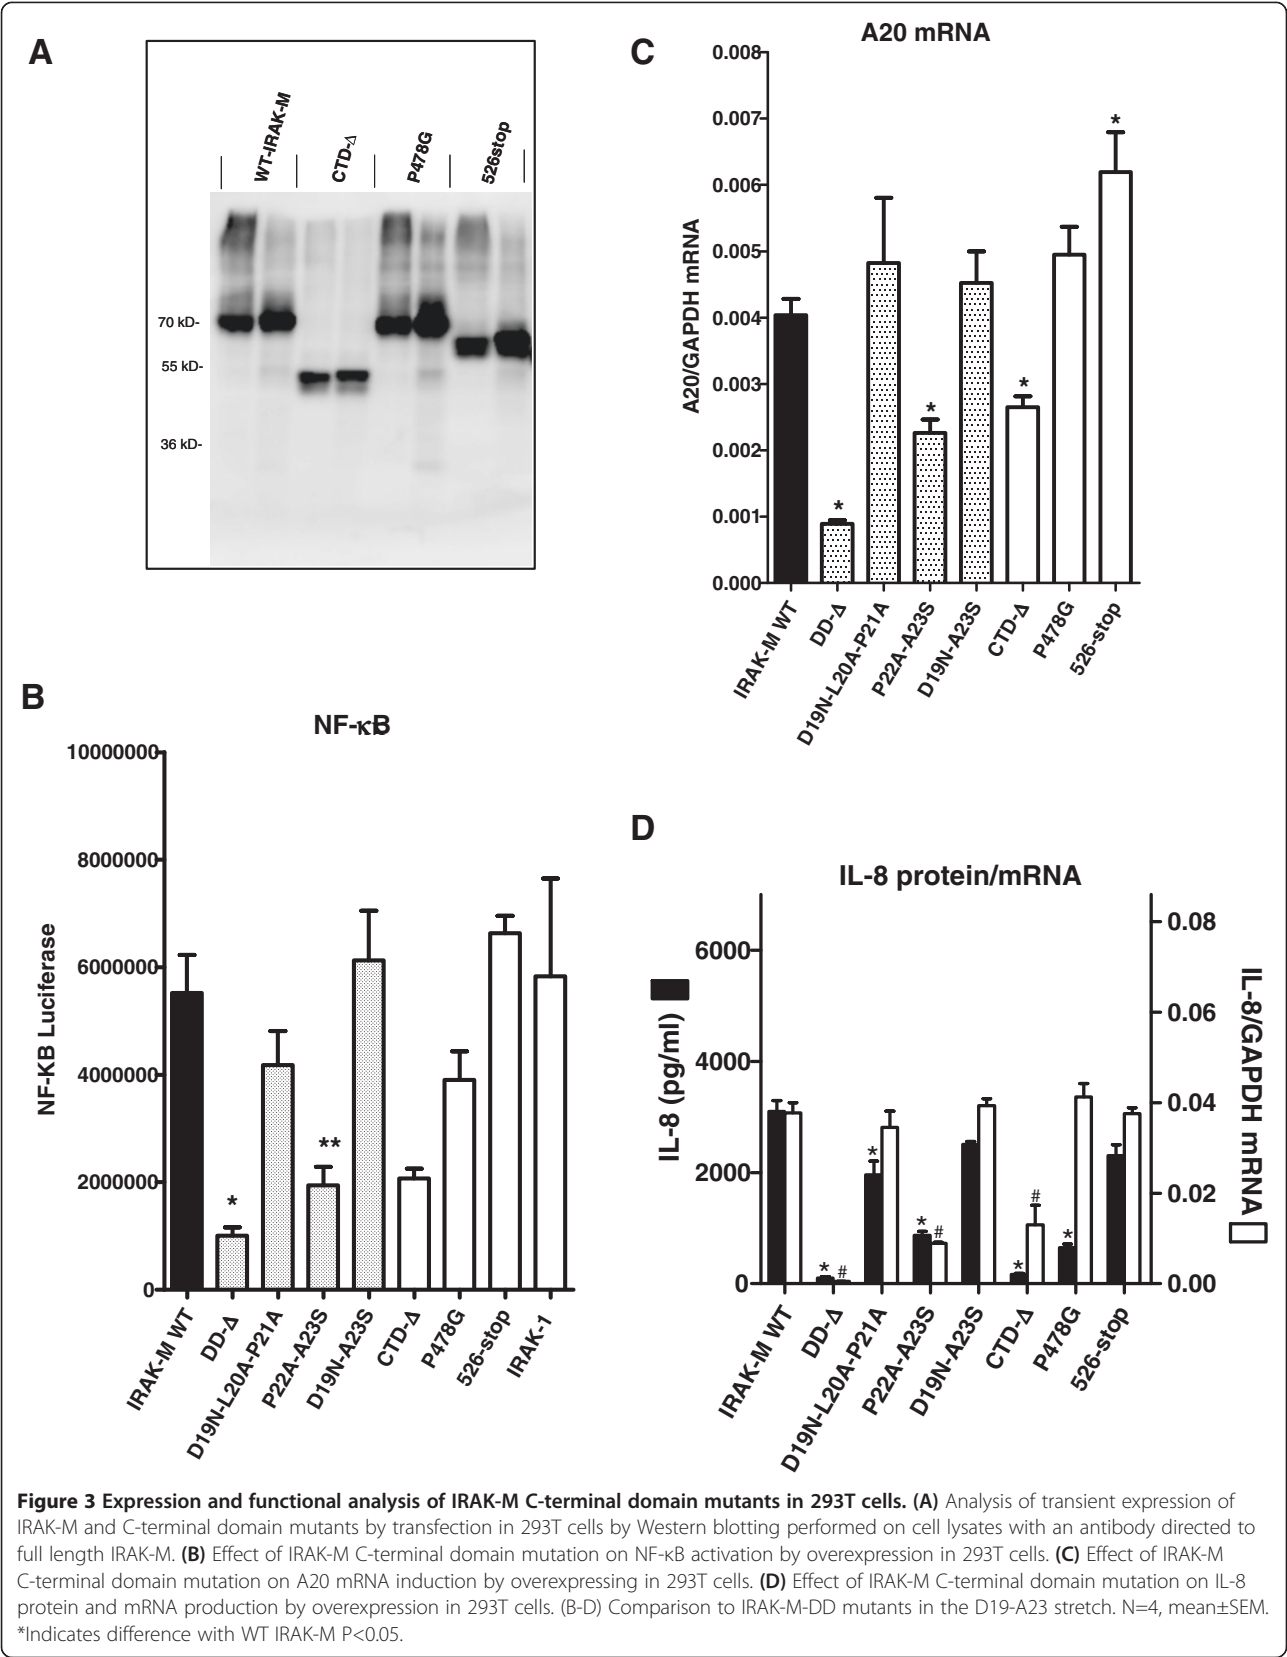 A
WT-IRAK-M
CTD-Δ
P478G
526stop
70 kD-
55 kD-
36 kD-
C
A20 mRNA
A20/GAPDH mRNA
0.008
0.007
0.006
0.005
0.004
0.003
0.002
0.001
0.000
*
*
*
*
IRAK-M WT
DD-Δ
D19N-L20A-P21A
P22A-A23S
D19N-A23S
CTD-Δ
P478G
526-stop
B
NF-κB
NF-KB Luciferase
10000000
8000000
6000000
4000000
2000000
0
*
**
IRAK-M WT
DD-Δ
D19N-L20A-P21A
P22A-A23S
D19N-A23S
CTD-Δ
P478G
526-stop
IRAK-1
D
IL-8 protein/mRNA
IL-8 (pg/ml)
6000
4000
2000
0
* #
*
* #
* #
*
0.08
0.06
0.04
0.02
0.00
IL-8/GAPDH mRNA
IRAK-M WT
DD-Δ
D19N-L20A-P21A
P22A-A23S
D19N-A23S
CTD-Δ
P478G
526-stop
Figure 3 Expression and functional analysis of IRAK-M C-terminal domain mutants in 293T cells. (A) Analysis of transient expression of
IRAK-M and C-terminal domain mutants by transfection in 293T cells by Western blotting performed on cell lysates with an antibody directed to
full length IRAK-M. (B) Effect of IRAK-M C-terminal domain mutation on NF-κB activation by overexpression in 293T cells. (C) Effect of IRAK-M
C-terminal domain mutation on A20 mRNA induction by overexpressing in 293T cells. (D) Effect of IRAK-M C-terminal domain mutation on IL-8
protein and mRNA production by overexpression in 293T cells. (B-D) Comparison to IRAK-M-DD mutants in the D19-A23 stretch. N=4, mean±SEM.
*Indicates difference with WT IRAK-M P<0.05.